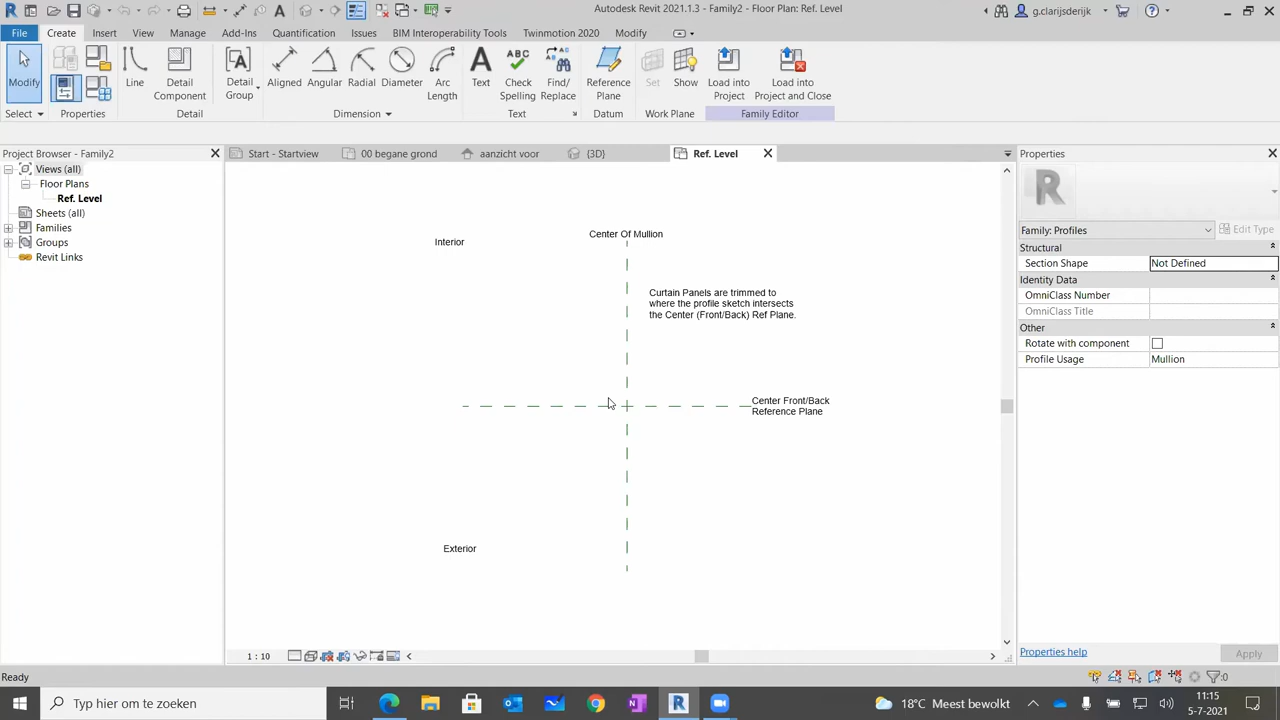 Autodesk Revit 2021.1.3 - Family2 - Floor Plan: Ref. Level
g.clarijsderijk
File Create Insert View Manage Add-Ins Quantification Issues BIM Interoperability Tools Twinmotion 2020 Modify
Modify
Line
Detail
Component
Detail
Group
Aligned
Angular
Radial
Diameter
Arc
Length
Text
Check
Spelling
Find/
Replace
Reference
Plane
Set
Show
Load into
Project
Load into
Project and Close
Select Properties Detail Dimension Text Datum Work Plane Family Editor
Project Browser - Family2
Views (all)
Floor Plans
Ref. Level
Sheets (all)
Families
Groups
Revit Links
Start - Startview
00 begane grond
aanzicht voor
{3D}
Ref. Level
Interior
Center Of Mullion
Curtain Panels are trimmed to
where the profile sketch intersects
the Center (Front/Back) Ref Plane.
Center Front/Back
Reference Plane
Exterior
1 : 10
Properties
Family: Profiles
Edit Type
Structural
Section Shape Not Defined
Identity Data
OmniClass Number
OmniClass Title
Other
Rotate with component
Profile Usage Mullion
Properties help
Apply
Ready
:0
Typ hier om te zoeken
18°C Meest bewolkt
11:15
5-7-2021